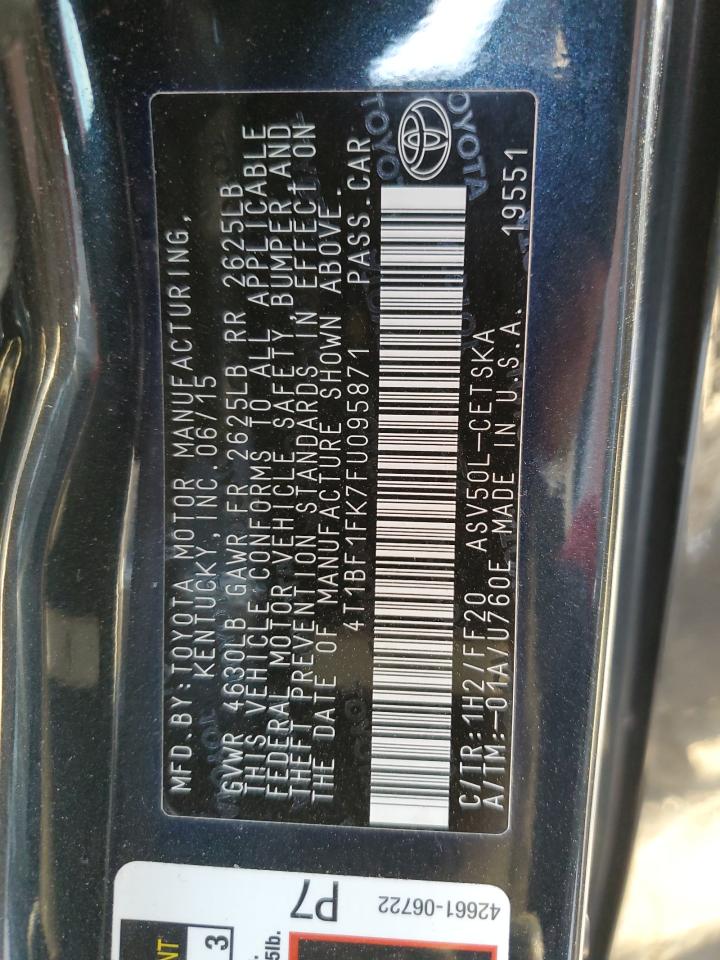 MFD.BY:TOYOTA MOTOR MANUFACTURING,
KENTUCKY, INC. 06/15
GVWR 4630LB GAWR FR 2625LB RR 2625LB
THIS VEHICLE CONFORMS TO ALL APPLICABLE
FEDERAL MOTOR VEHICLE SAFETY, BUMPER AND
THEFT PREVENTION STANDARDS IN EFFECT ON
THE DATE OF MANUFACTURE SHOWN ABOVE.
4T1BF1FK7FU095871 PASS.CAR
C/TR:1H2/FF20 ASV50L-CETSKA
A/TM:-01A/U760E MADE IN U.S.A. 19551
TOYOTA
TOYOTA
P7
42661-06722
3
5lb.